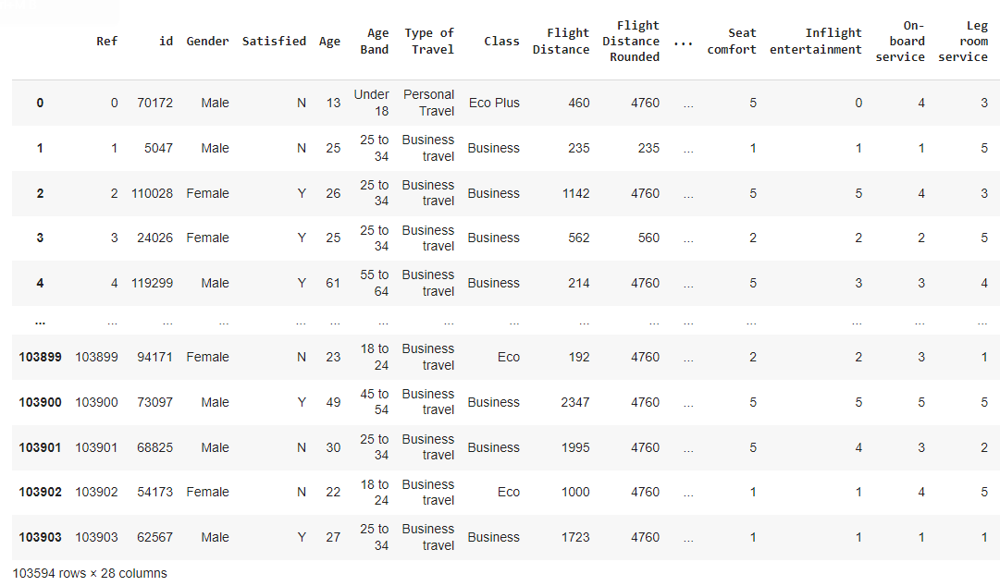 Ref id Gender Satisfied Age Age Band Type of Travel Class Flight Distance Flight Distance Rounded ... Seat comfort Inflight entertainment On-board service Leg room service
0 0 70172 Male N 13 Under 18 Personal Travel Eco Plus 460 4760 ... 5 0 4 3
1 1 5047 Male N 25 25 to 34 Business travel Business 235 235 ... 1 1 1 5
2 2 110028 Female Y 26 25 to 34 Business travel Business 1142 4760 ... 5 5 4 3
3 3 24026 Female Y 25 25 to 34 Business travel Business 562 560 ... 2 2 2 5
4 4 119299 Male Y 61 55 to 64 Business travel Business 214 4760 ... 5 3 3 4
... ... ... ... ... ... ... ... ... ... ... ... ... ... ... ...
103899 103899 94171 Female N 23 18 to 24 Business travel Eco 192 4760 ... 2 2 3 1
103900 103900 73097 Male Y 49 45 to 54 Business travel Business 2347 4760 ... 5 5 5 5
103901 103901 68825 Male N 30 25 to 34 Business travel Business 1995 4760 ... 5 4 3 2
103902 103902 54173 Female N 22 18 to 24 Business travel Eco 1000 4760 ... 1 1 4 5
103903 103903 62567 Male Y 27 25 to 34 Business travel Business 1723 4760 ... 1 1 1 1
103594 rows × 28 columns